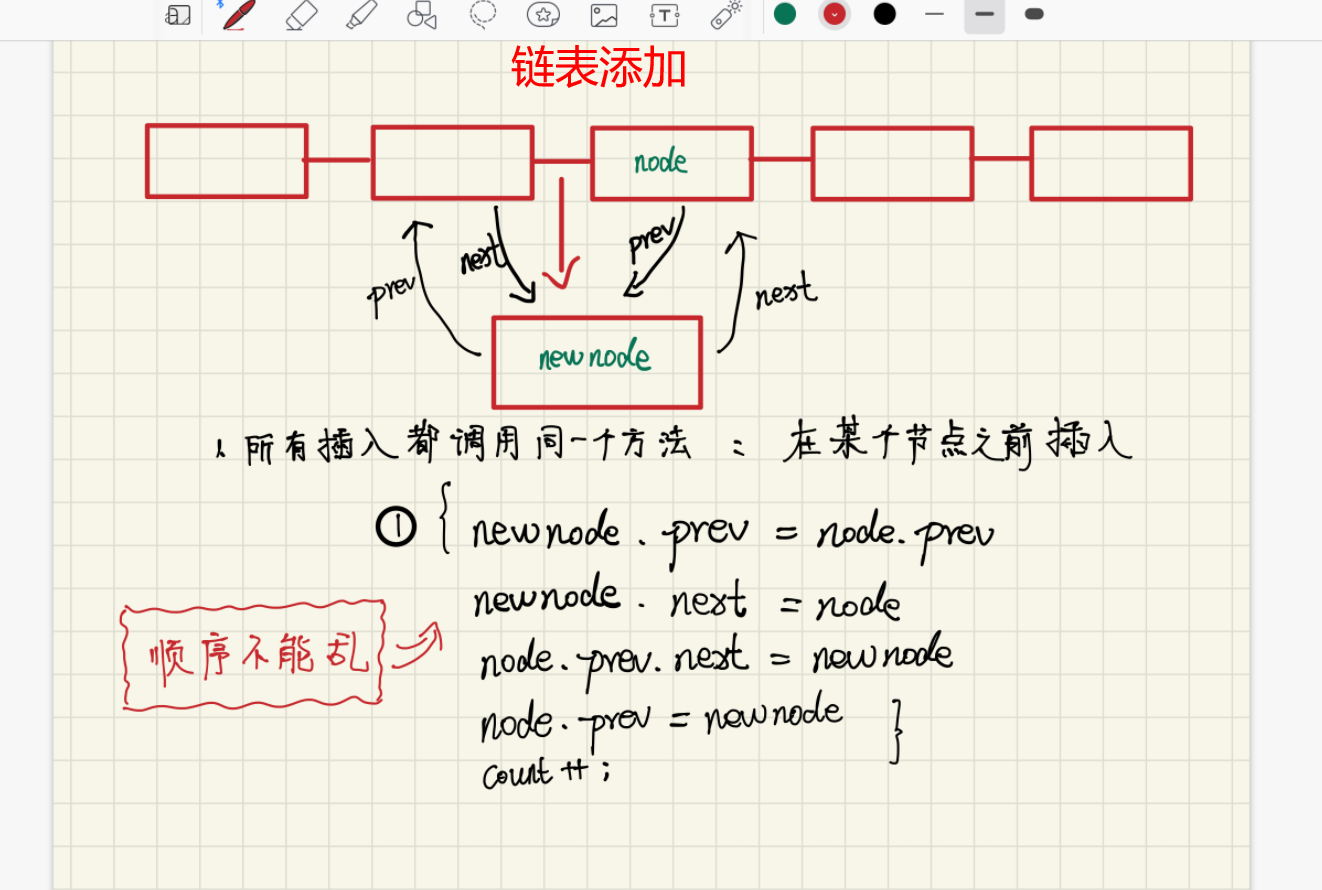 链表添加
node
next
prev
prev
next
newnode
1. 所有插入都调用同一个方法 : 在某个节点之前插入
① { newnode.prev = node.prev
newnode.next = node
顺序不能乱
node.prev.next = newnode
node.prev = newnode }
count++;